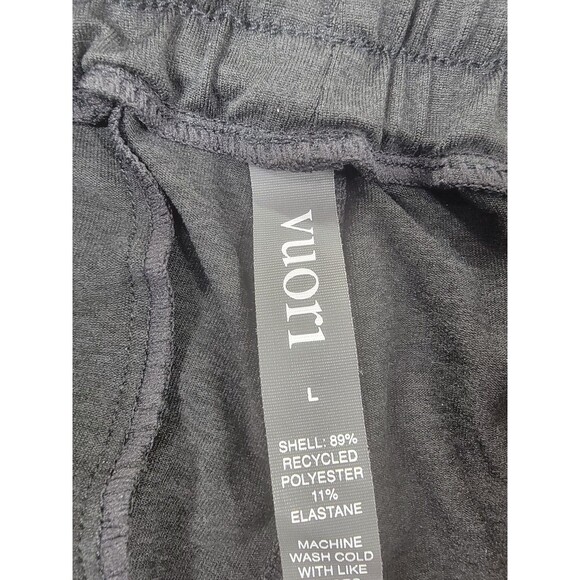 vuori
L
SHELL: 89%
RECYCLED
POLYESTER
11%
ELASTANE
MACHINE
WASH COLD
WITH LIKE